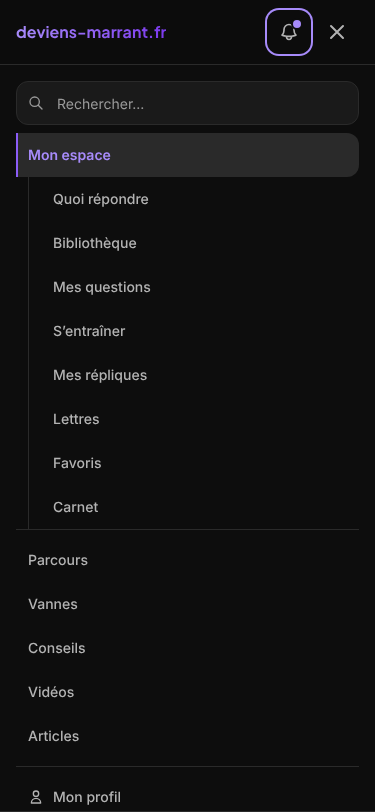 deviens-marrant.fr
Rechercher...
Mon espace
Quoi répondre
Bibliothèque
Mes questions
S’entraîner
Mes répliques
Lettres
Favoris
Carnet
Parcours
Vannes
Conseils
Vidéos
Articles
Mon profil